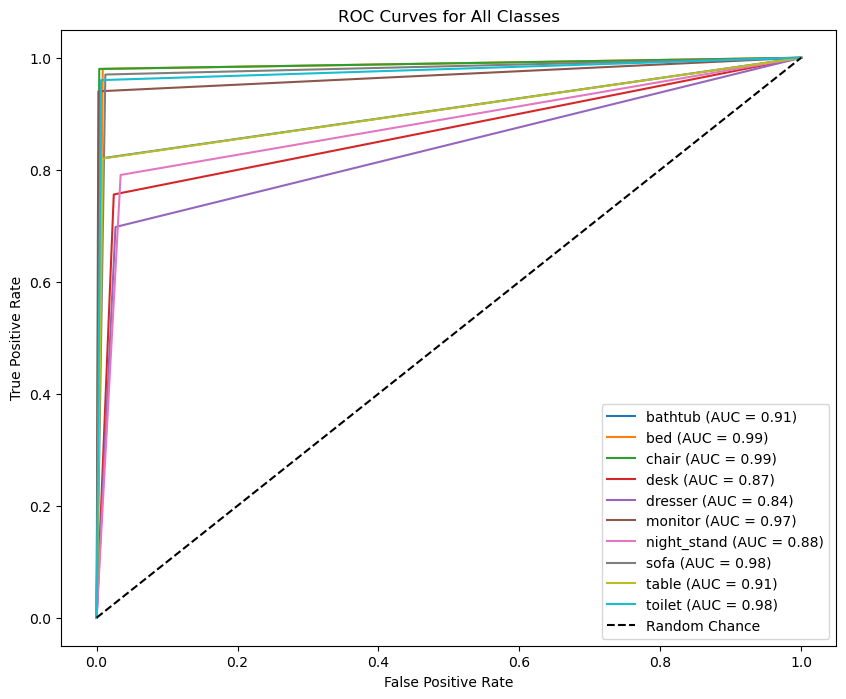 ROC Curves for All Classes
True Positive Rate
1.0
0.8
0.6
0.4
0.2
0.0
bathtub (AUC = 0.91)
bed (AUC = 0.99)
chair (AUC = 0.99)
desk (AUC = 0.87)
dresser (AUC = 0.84)
monitor (AUC = 0.97)
night_stand (AUC = 0.88)
sofa (AUC = 0.98)
table (AUC = 0.91)
toilet (AUC = 0.98)
Random Chance
0.0 0.2 0.4 0.6 0.8 1.0
False Positive Rate